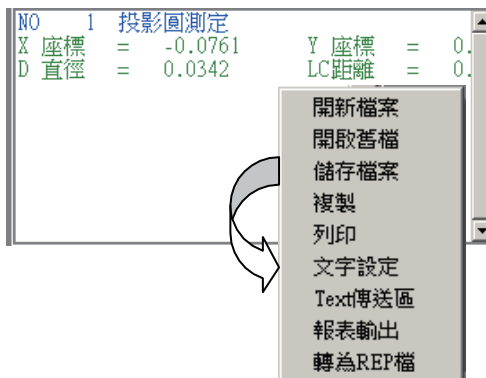 NO 1 投影圓測定
X 座標 = -0.0761 Y 座標 = 0.
D 直徑 = 0.0342 LC距離 = 0.
開新檔案
開啟舊檔
儲存檔案
複製
列印
文字設定
Text傳送區
報表輸出
轉為REP檔